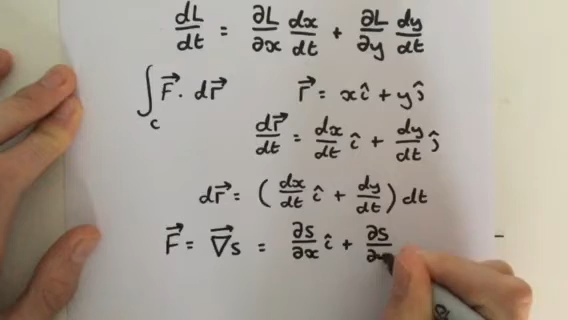 dL/dt = ∂L/∂x dx/dt + ∂L/∂y dy/dt
∫_C F⃗ · dr⃗ r⃗ = xî + yĵ
dr⃗/dt = dx/dt î + dy/dt ĵ
dr⃗ = (dx/dt î + dy/dt) dt
F⃗ = ∇⃗s = ∂s/∂x î + ∂s/∂